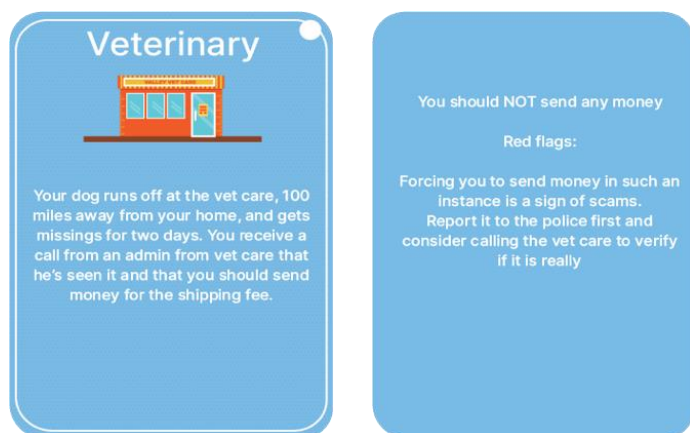 Veterinary
VALLEY VET CARE
Your dog runs off at the vet care, 100
miles away from your home, and gets
missings for two days. You receive a
call from an admin from vet care that
he's seen it and that you should send
money for the shipping fee.
You should NOT send any money
Red flags:
Forcing you to send money in such an
instance is a sign of scams.
Report it to the police first and
consider calling the vet care to verify
if it is really